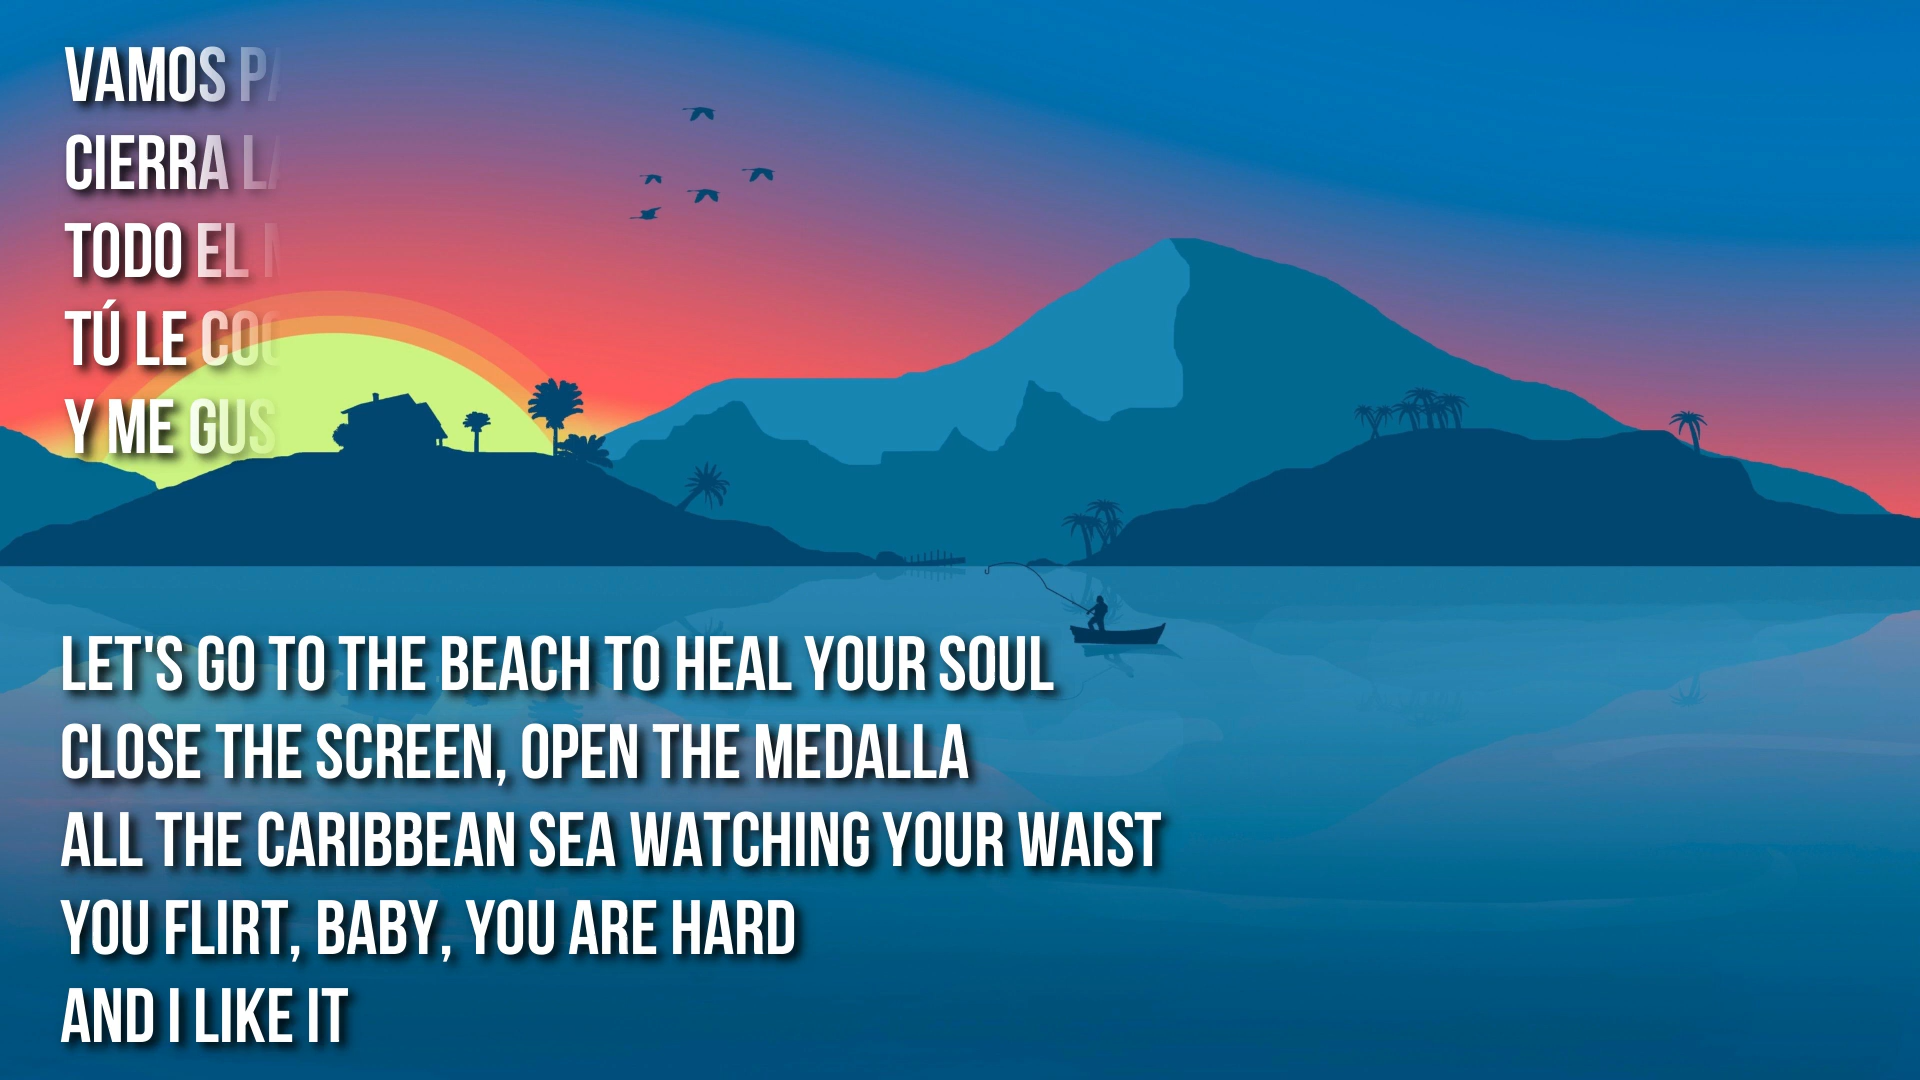 VAMOS
CIERRA
TODO EL
TÚ LE
Y ME
LET'S GO TO THE BEACH TO HEAL YOUR SOUL
CLOSE THE SCREEN, OPEN THE MEDALLA
ALL THE CARIBBEAN SEA WATCHING YOUR WAIST
YOU FLIRT, BABY, YOU ARE HARD
AND I LIKE IT